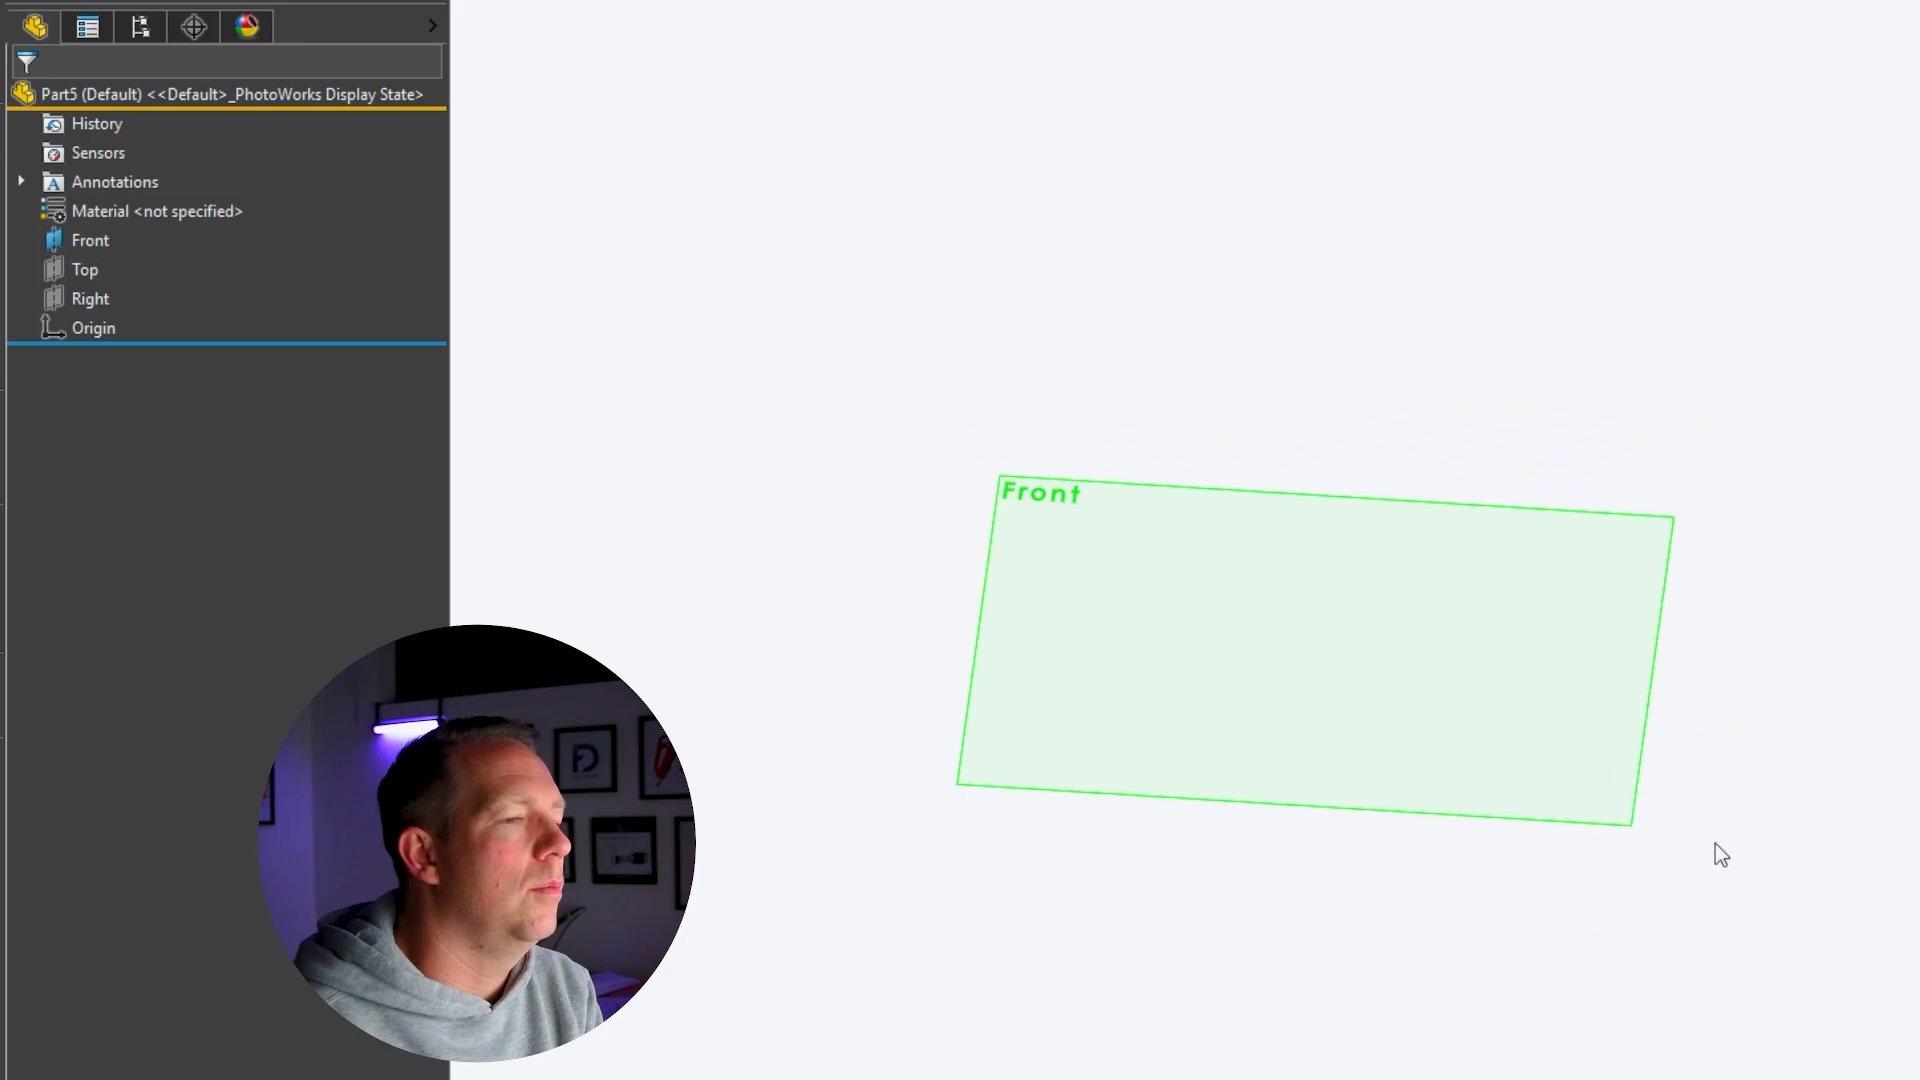 Part5 (Default) <<Default>_PhotoWorks Display State>
History
Sensors
Annotations
Material <not specified>
Front
Top
Right
Origin
Front